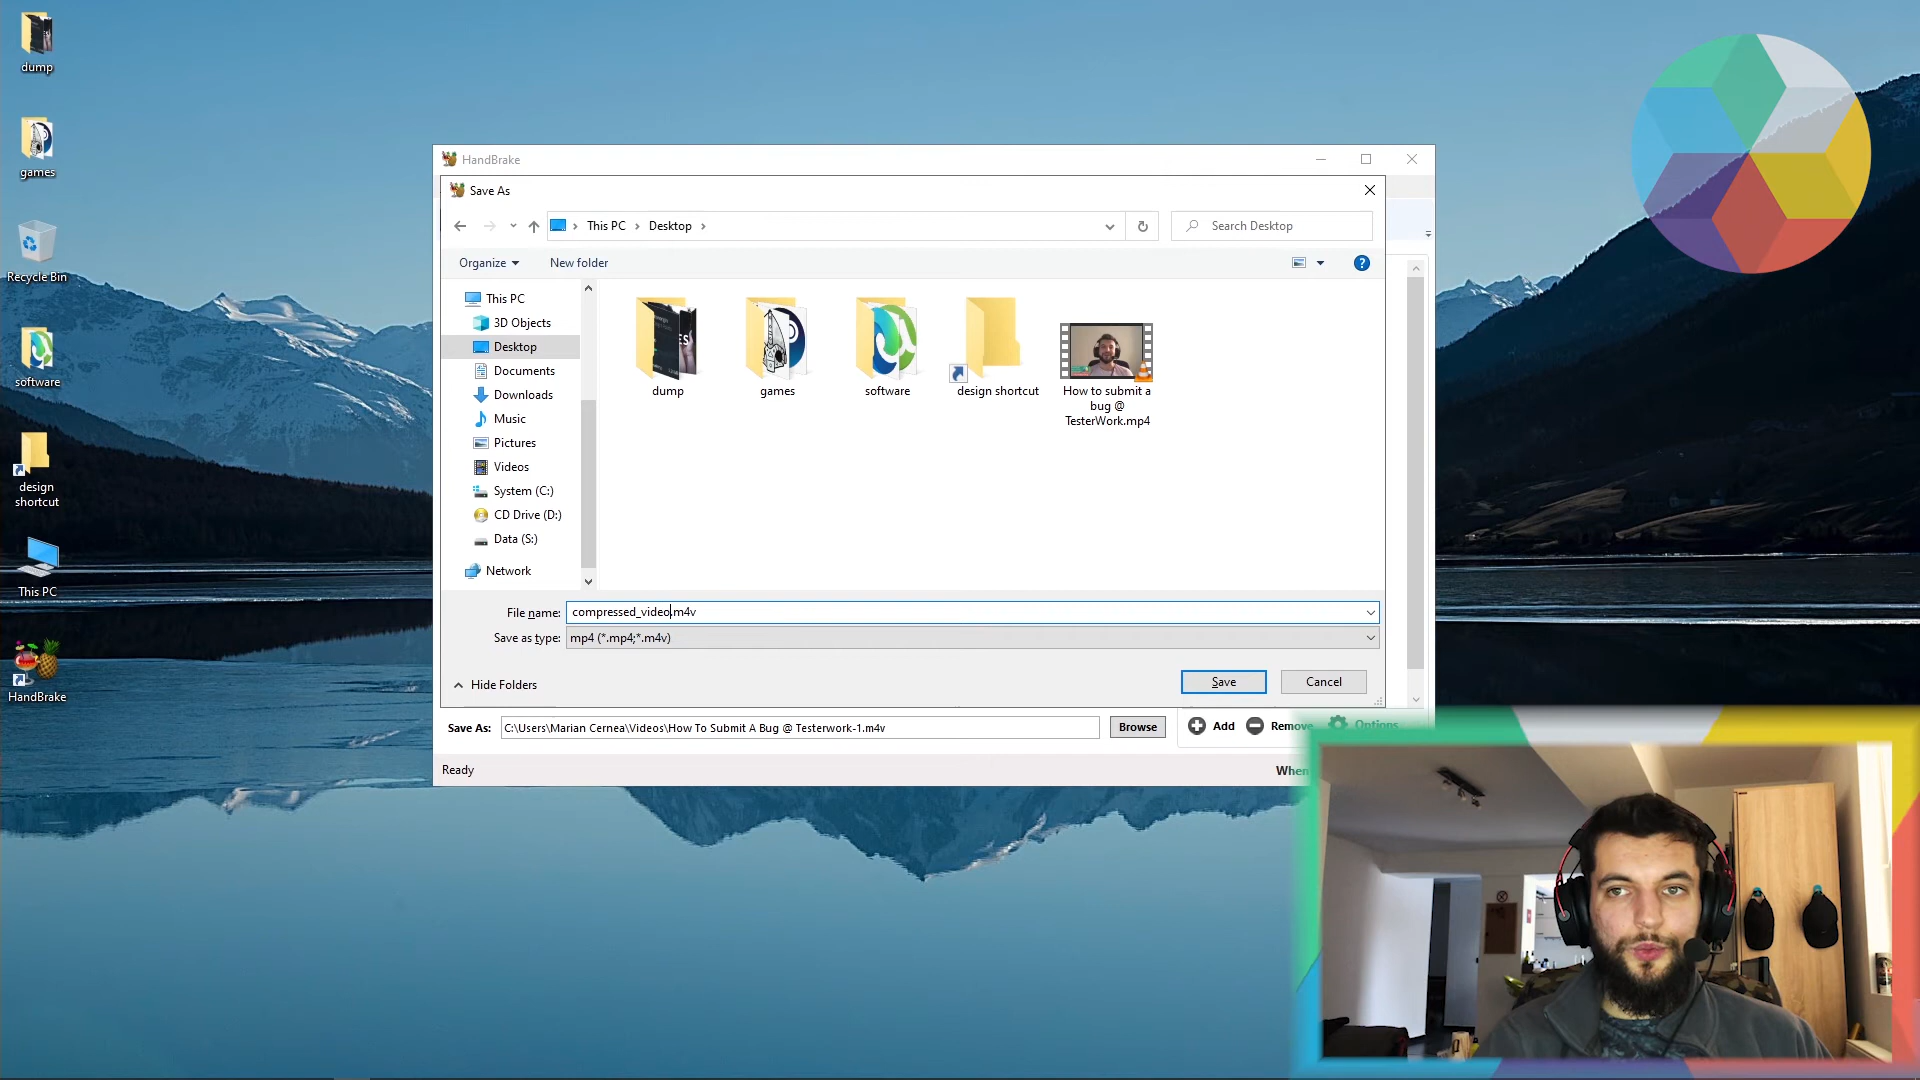 dump
games
Recycle Bin
software
design
shortcut
This PC
HandBrake
HandBrake
Save As
This PC
Desktop
Search Desktop
Organize
New folder
This PC
3D Objects
Desktop
Documents
Downloads
Music
Pictures
Videos
System (C:)
CD Drive (D:)
Data (S:)
Network
dump
games
software
design shortcut
How to submit a
bug @
TesterWork.mp4
File name: compressed_video.m4v
Save as type: mp4 (*.mp4;*.m4v)
Hide Folders
Save
Cancel
Save As: C:\Users\Marian Cernea\Videos\How To Submit A Bug @ Testerwork-1.m4v
Browse
Add
Remove
Options
Ready
When